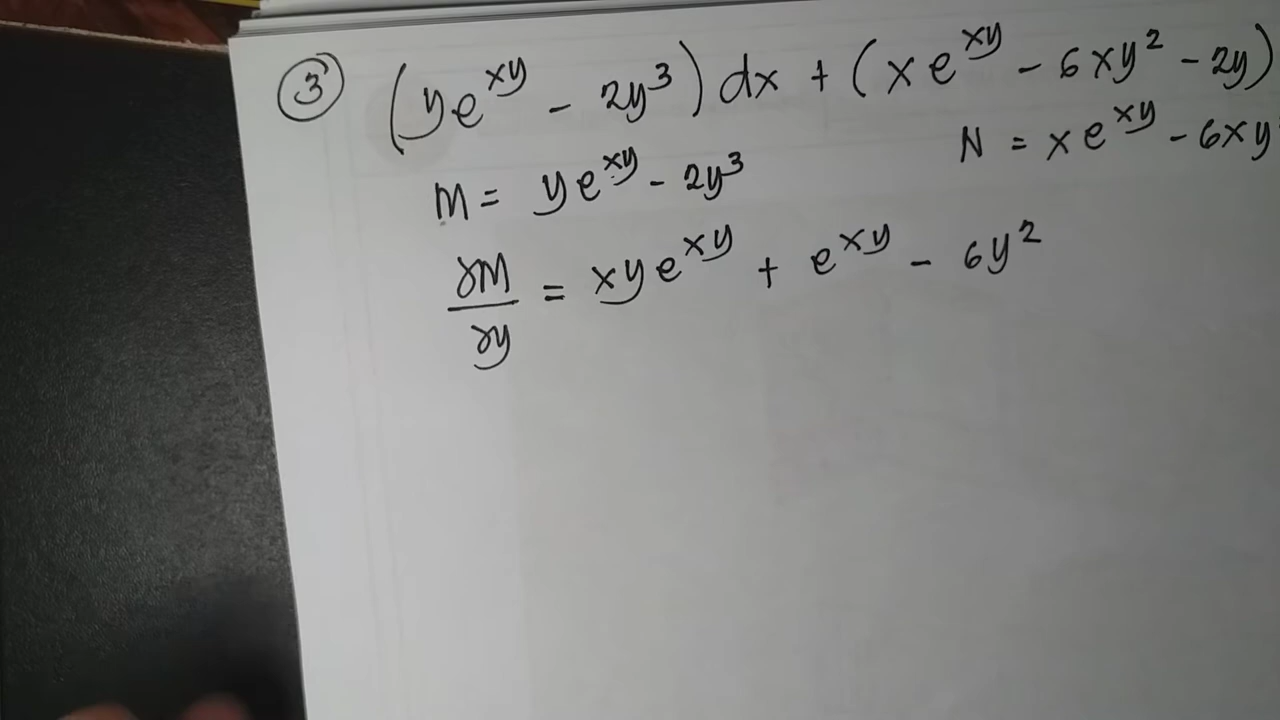 ③ (ye^{xy} - 2y^3) dx + (xe^{xy} - 6xy^2 - 2y)
N = xe^{xy} - 6xy
M = ye^{xy} - 2y^3
∂M/∂y = xye^{xy} + e^{xy} - 6y^2